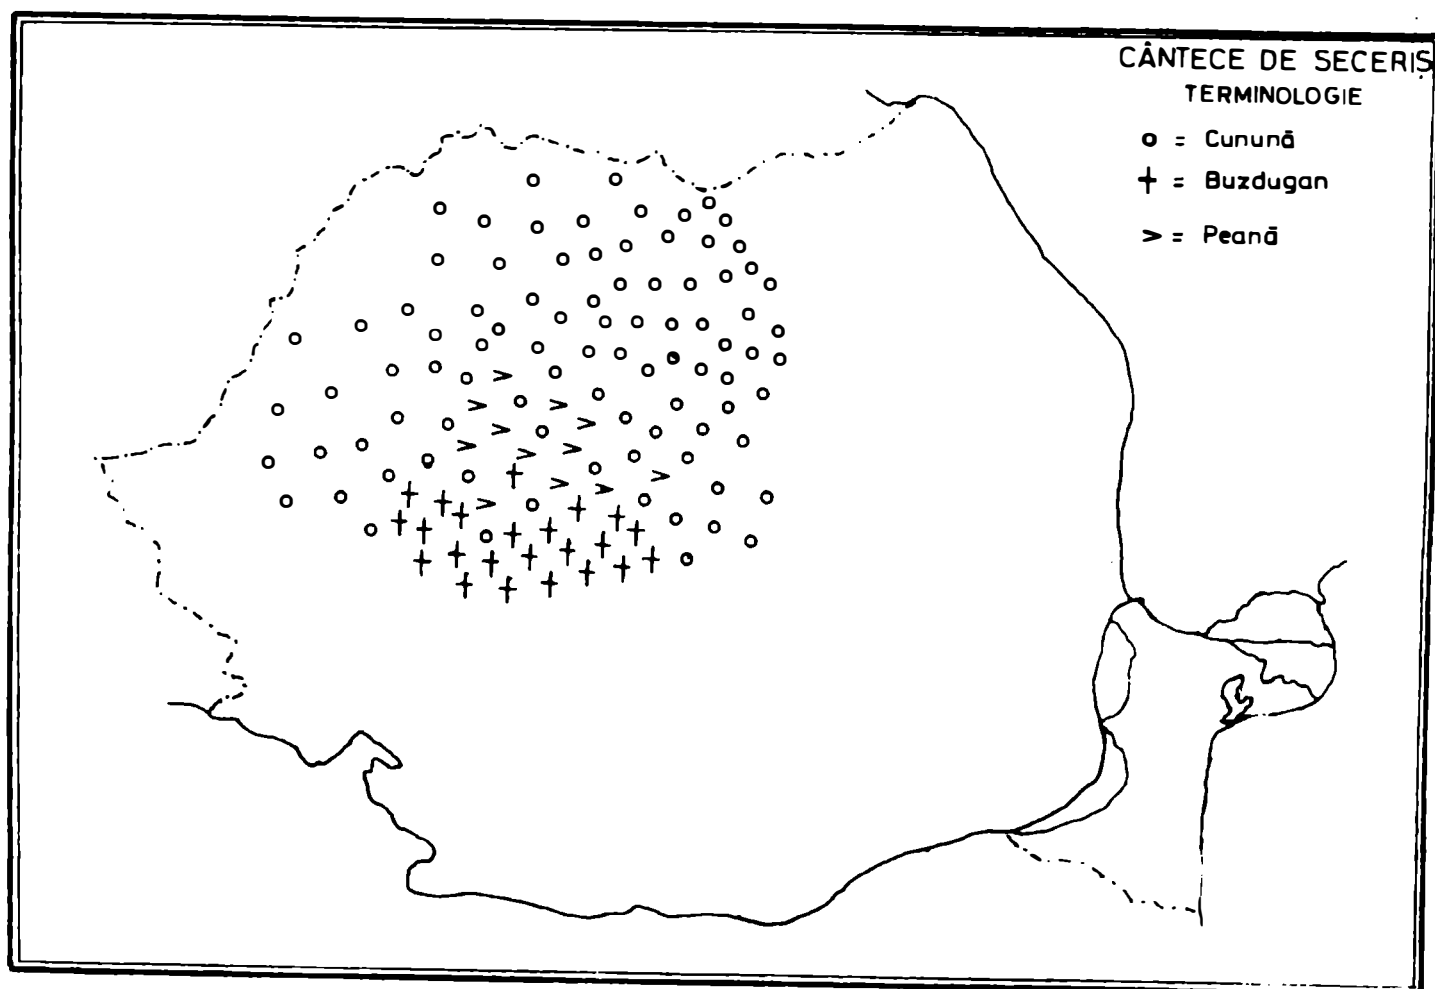 CÂNTECE DE SECERIȘ
TERMINOLOGIE
o = Cunună
+ = Buzdugan
> = Peană